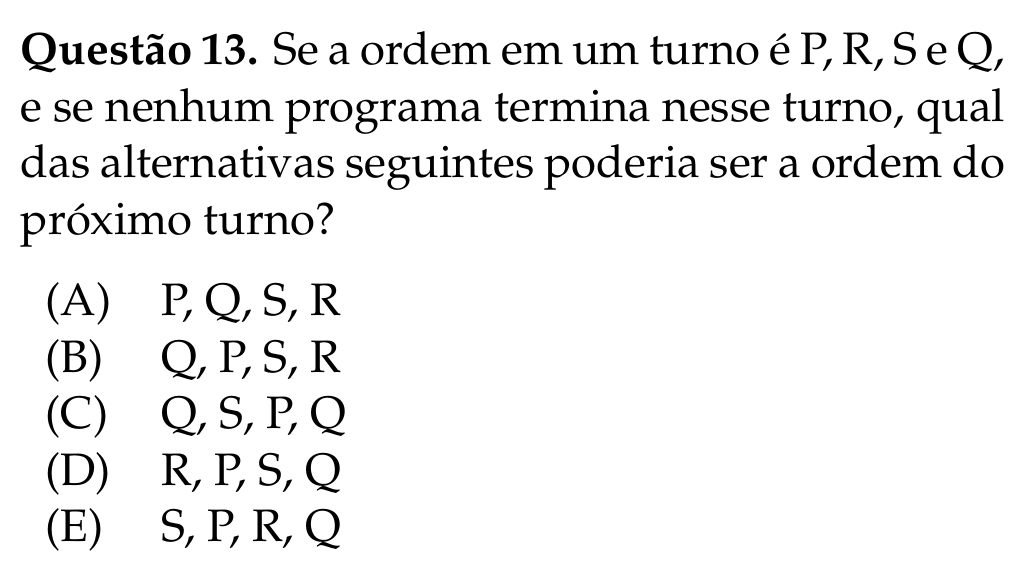 Questão 13. Se a ordem em um turno é P, R, S e Q,
e se nenhum programa termina nesse turno, qual
das alternativas seguintes poderia ser a ordem do
próximo turno?
(A) P, Q, S, R
(B) Q, P, S, R
(C) Q, S, P, Q
(D) R, P, S, Q
(E) S, P, R, Q